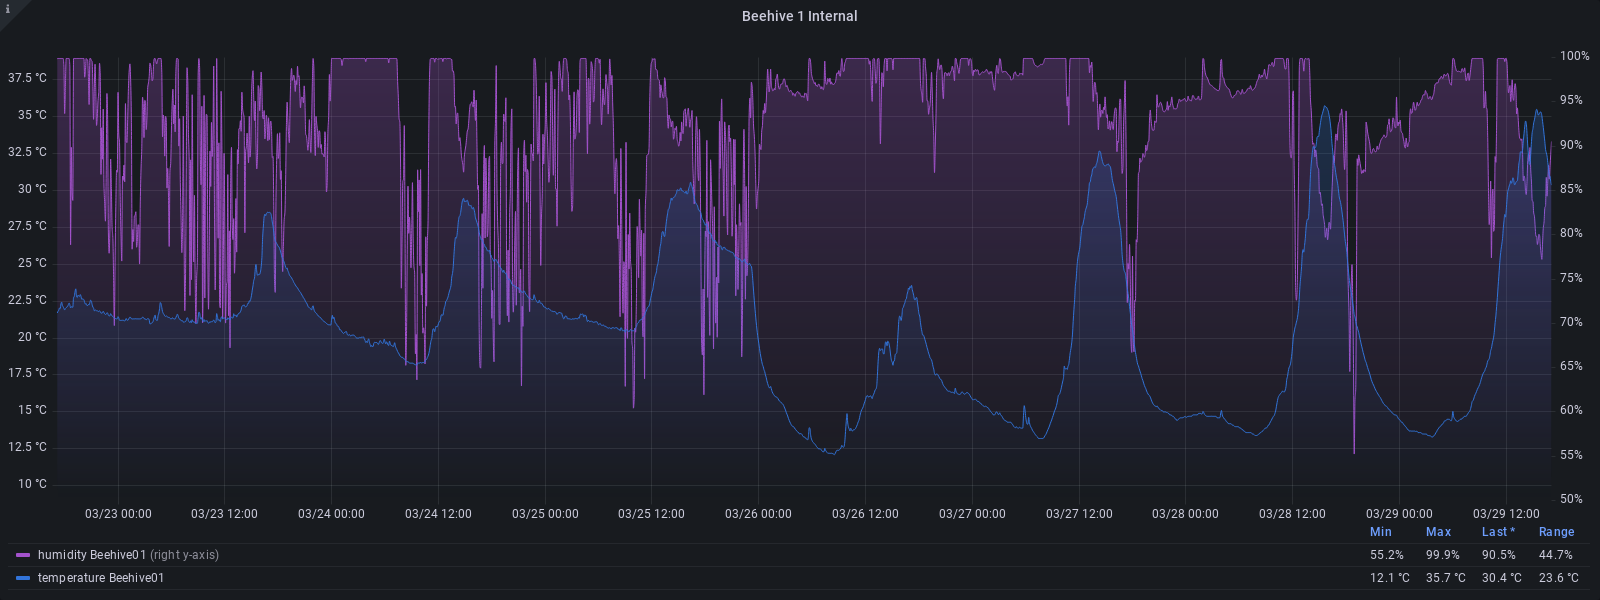 i
Beehive 1 Internal
37.5 °C
35 °C
32.5 °C
30 °C
27.5 °C
25 °C
22.5 °C
20 °C
17.5 °C
15 °C
12.5 °C
10 °C
100%
95%
90%
85%
80%
75%
70%
65%
60%
55%
50%
03/23 00:00 03/23 12:00 03/24 00:00 03/24 12:00 03/25 00:00 03/25 12:00 03/26 00:00 03/26 12:00 03/27 00:00 03/27 12:00 03/28 00:00 03/28 12:00 03/29 00:00 03/29 12:00
Min Max Last * Range
humidity Beehive01 (right y-axis) 55.2% 99.9% 90.5% 44.7%
temperature Beehive01 12.1 °C 35.7 °C 30.4 °C 23.6 °C